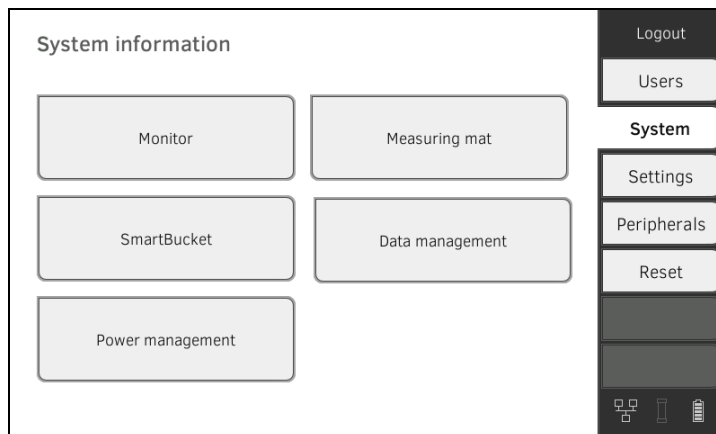 System information
Monitor
Measuring mat
SmartBucket
Data management
Power management
Logout
Users
System
Settings
Peripherals
Reset